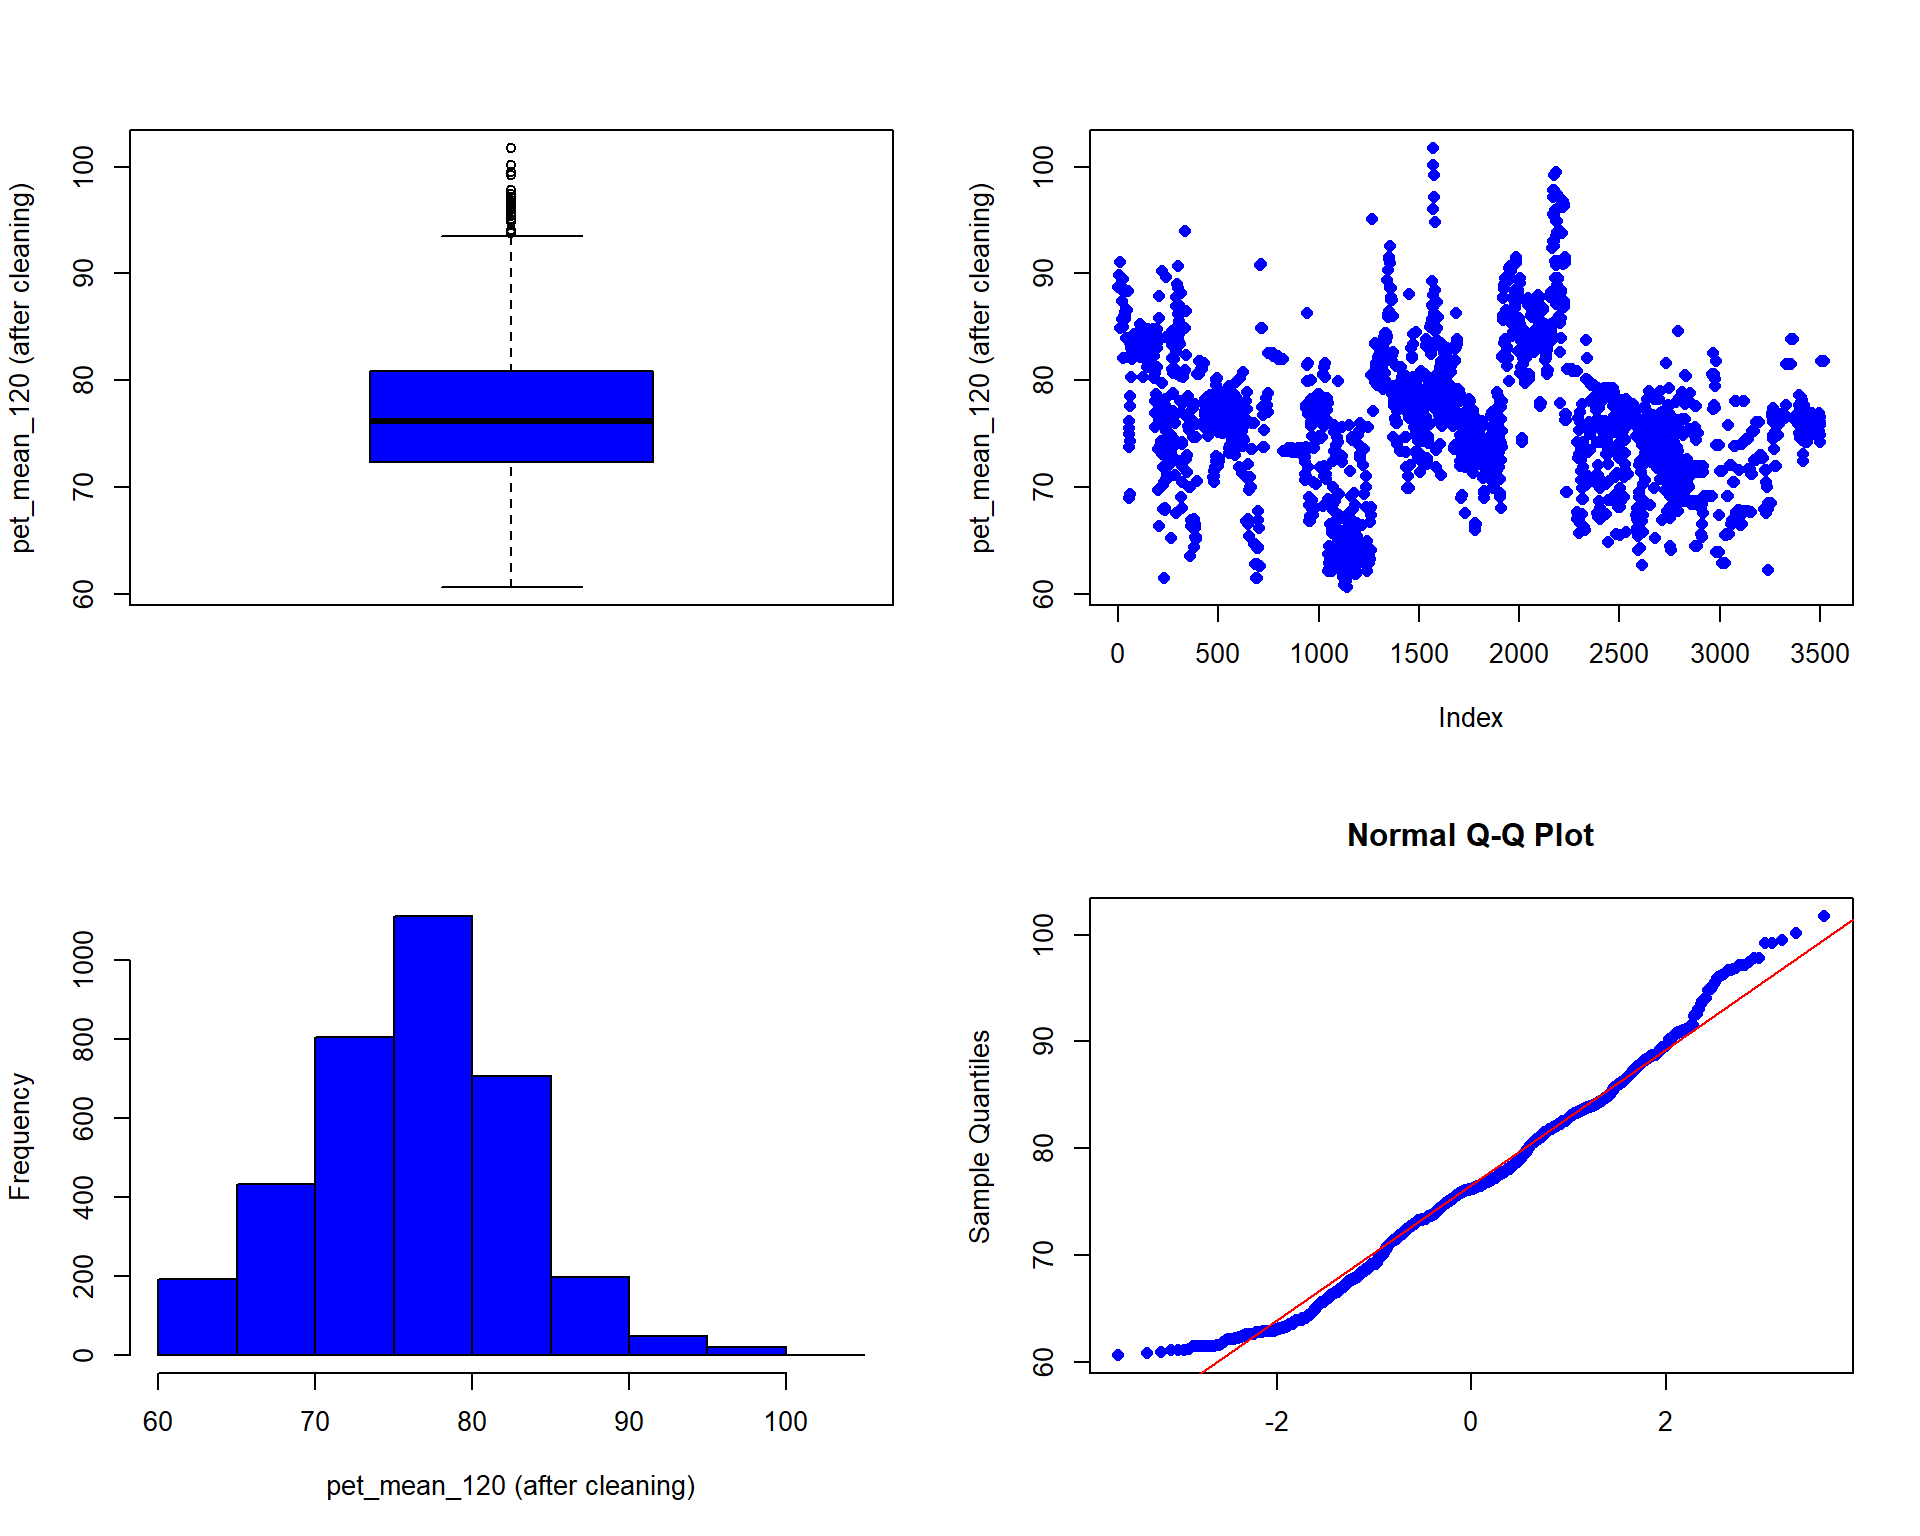 pet_mean_120 (after cleaning)
60 70 80 90 100
pet_mean_120 (after cleaning)
60 70 80 90 100
0 500 1000 1500 2000 2500 3000 3500
Index
Frequency
0 200 400 600 800 1000
60 70 80 90 100
pet_mean_120 (after cleaning)
Normal Q-Q Plot
Sample Quantiles
60 70 80 90 100
-2 0 2